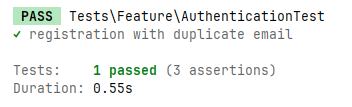 PASS Tests\Feature\AuthenticationTest
✓ registration with duplicate email
Tests: 1 passed (3 assertions)
Duration: 0.55s